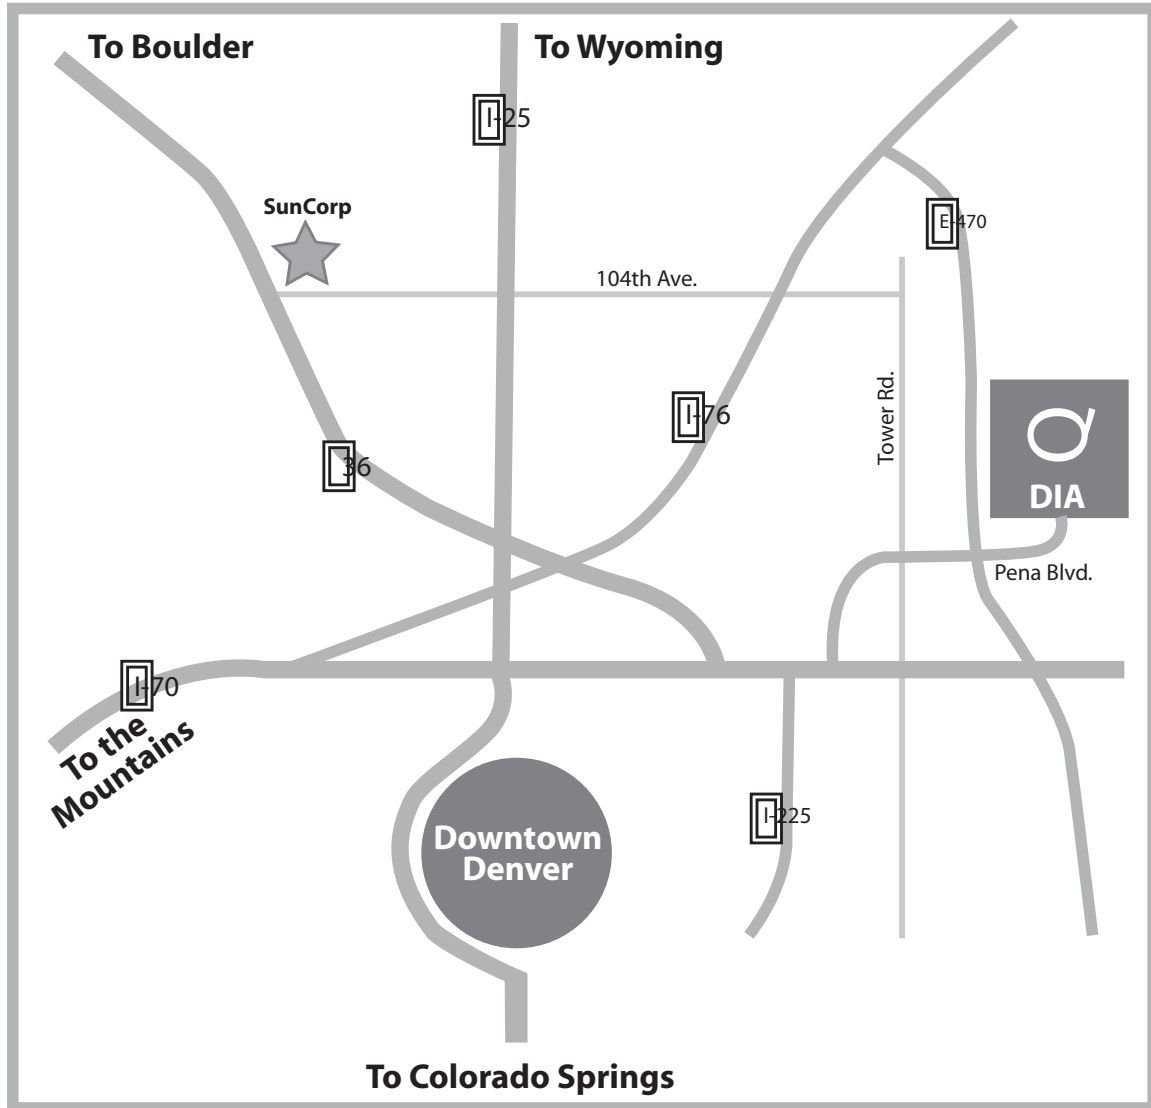 To Boulder
To Wyoming
I-25
SunCorp
E-470
104th Ave.
Tower Rd.
I-76
36
DIA
Pena Blvd.
I-70
To the
Mountains
I-225
Downtown
Denver
To Colorado Springs